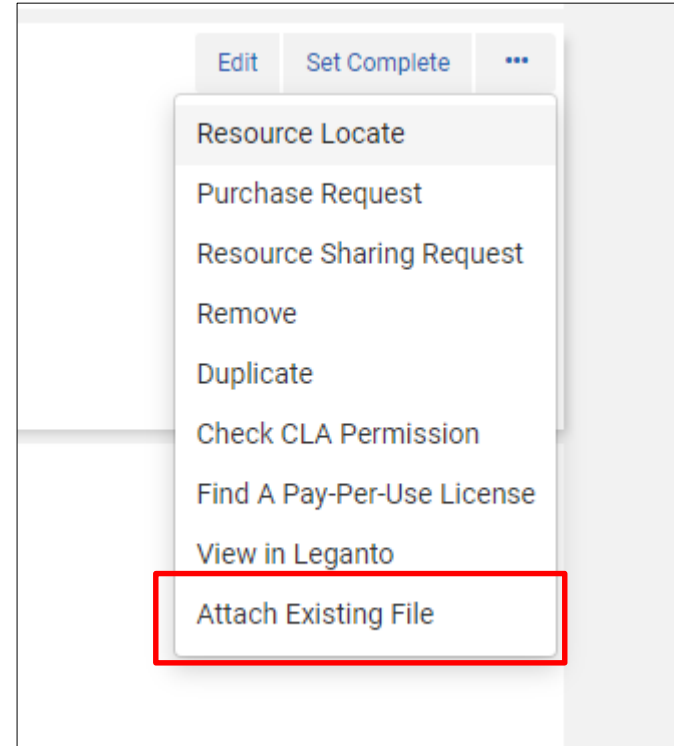 Edit Set Complete •••
Resource Locate
Purchase Request
Resource Sharing Request
Remove
Duplicate
Check CLA Permission
Find A Pay-Per-Use License
View in Leganto
Attach Existing File